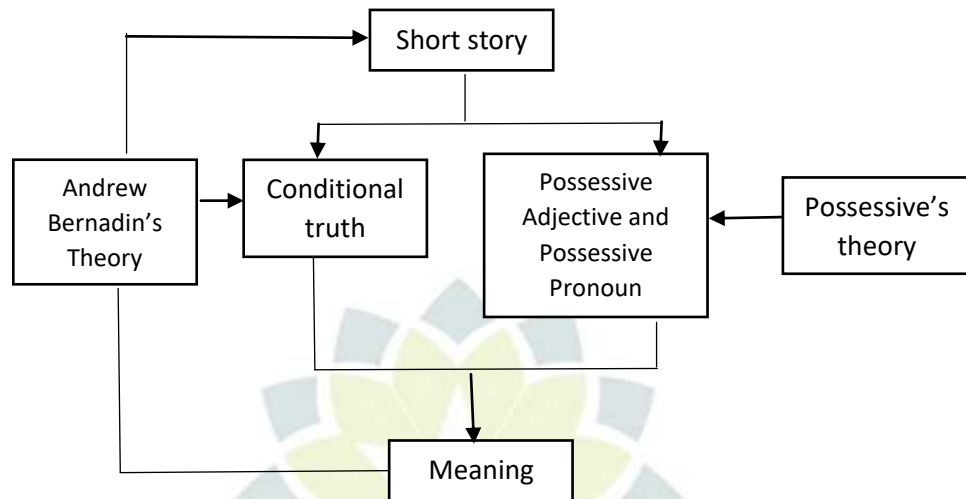 Short story
Andrew
Bernadin’s
Theory
Conditional
truth
Possessive
Adjective and
Possessive
Pronoun
Possessive’s
theory
Meaning